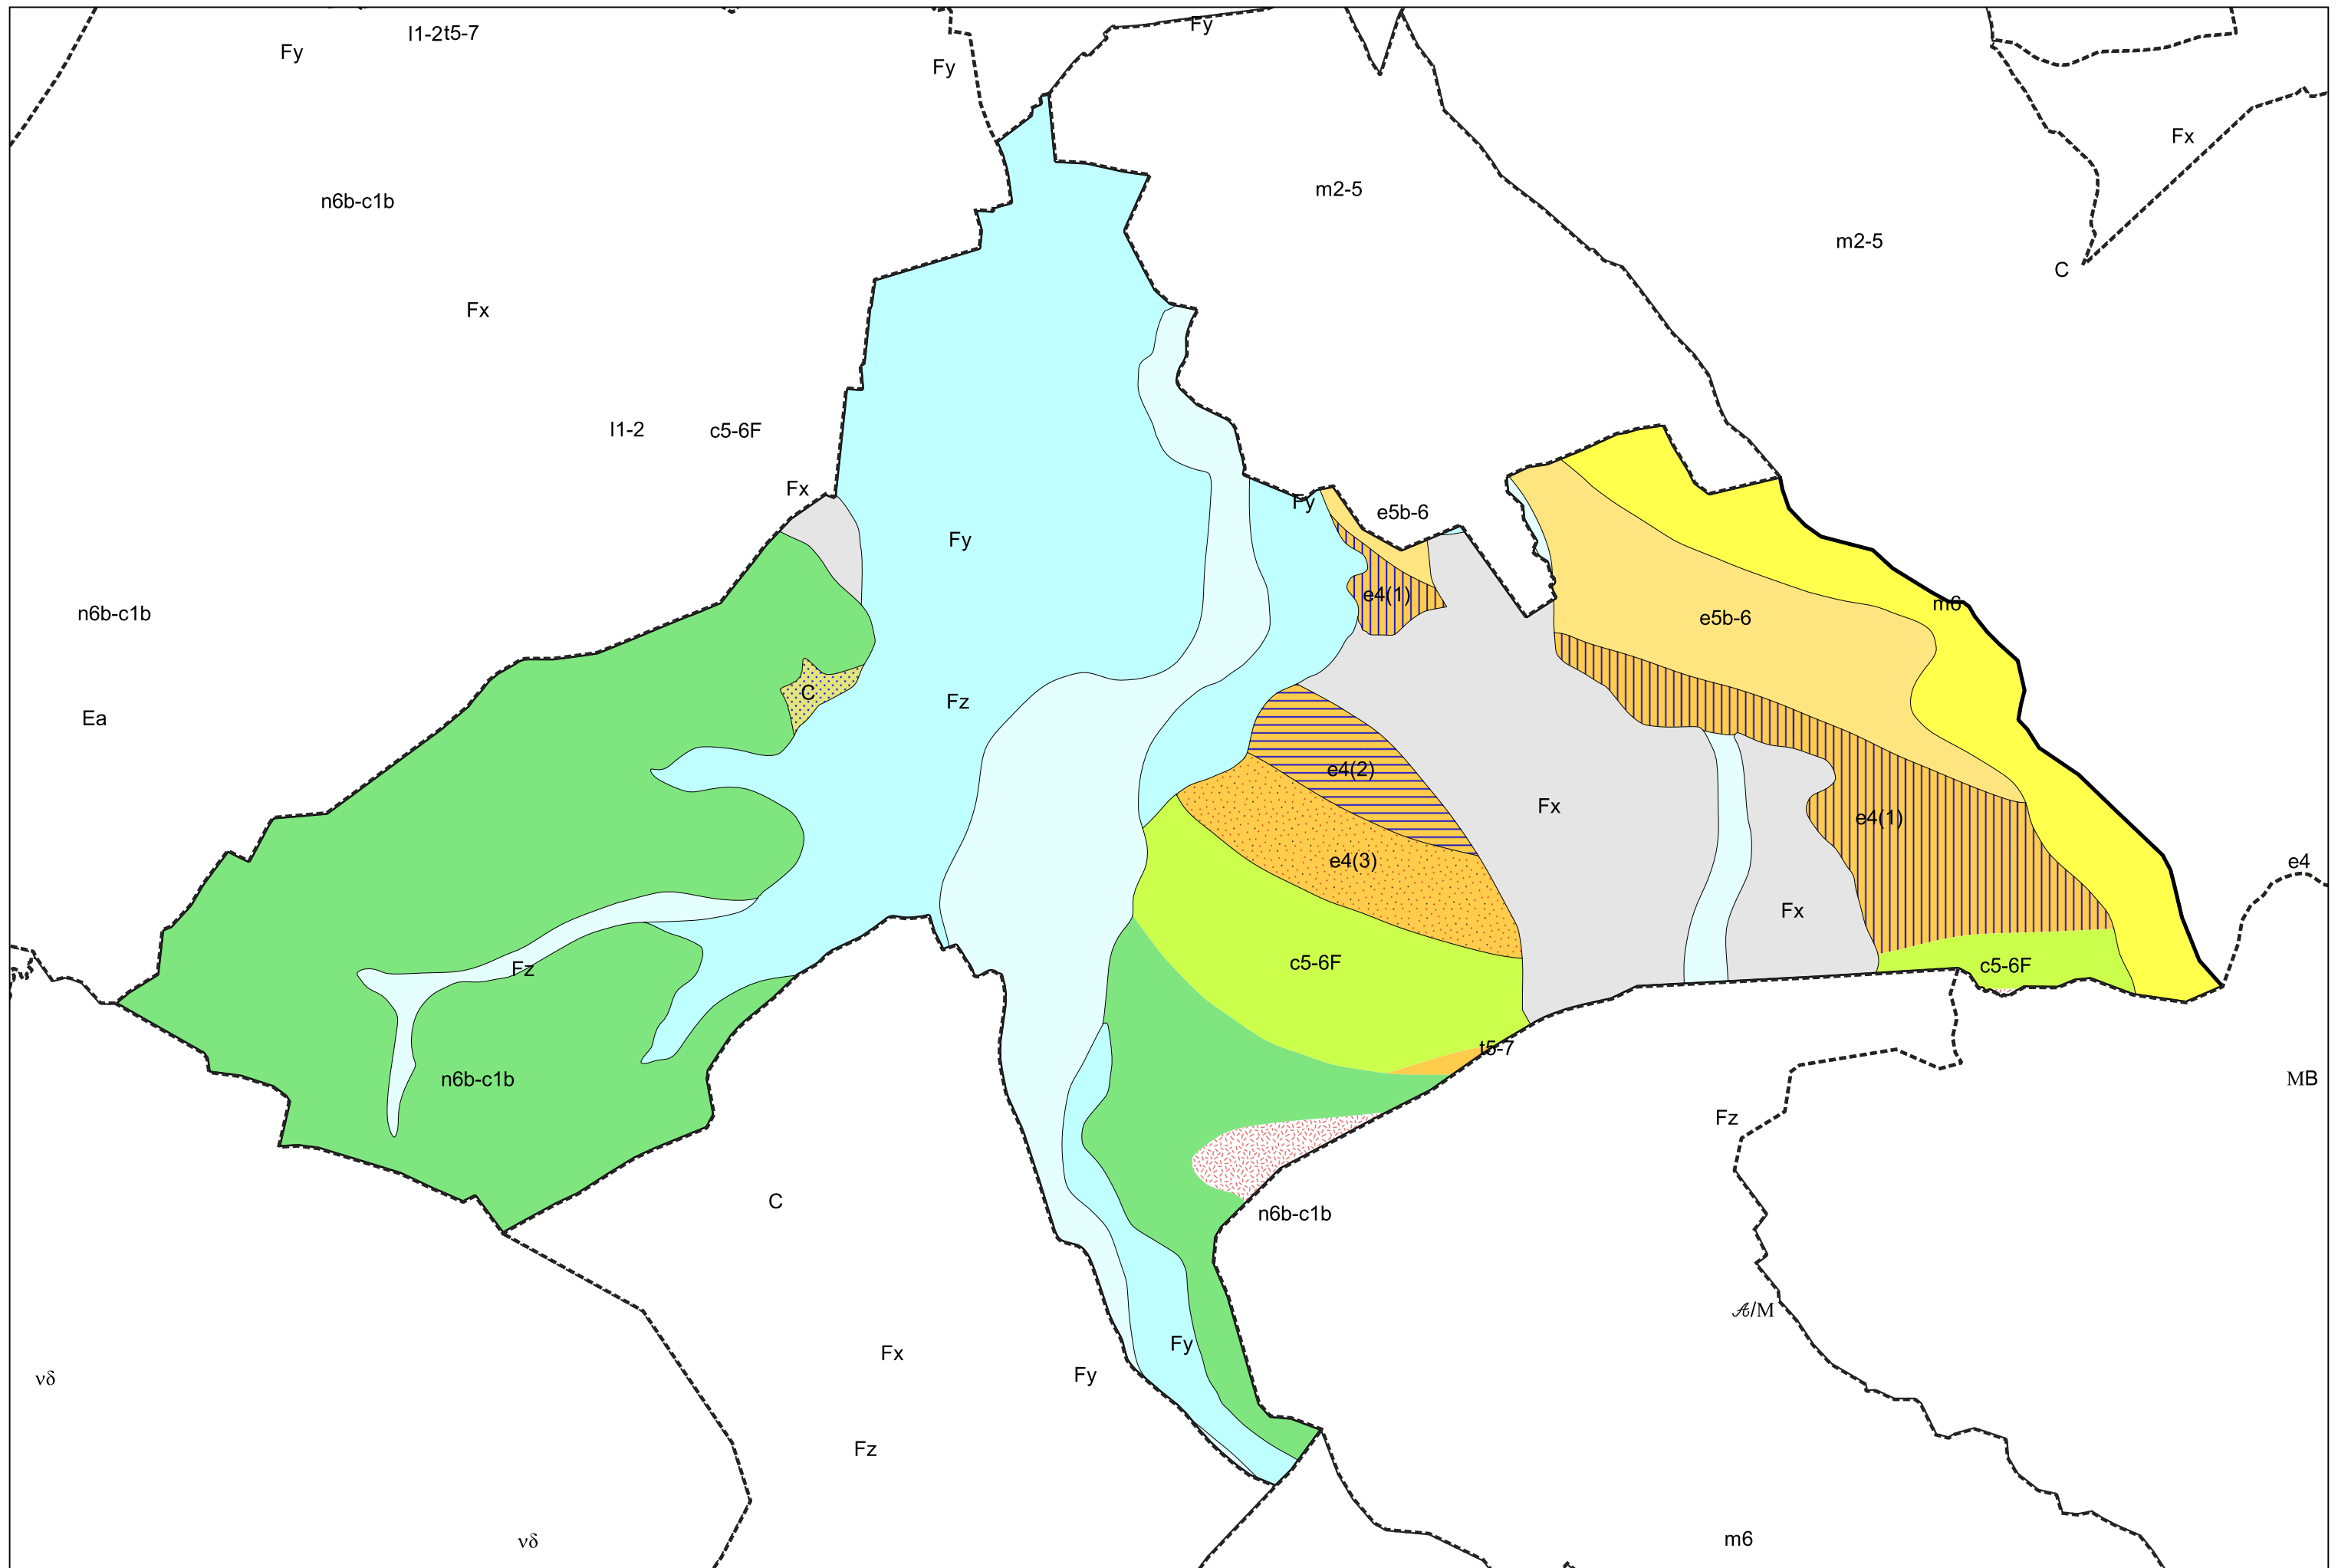 Fy
l1-2t5-7
Fy
Fy
Fx
n6b-c1b
m2-5
m2-5
C
Fx
l1-2
c5-6F
Fx
Fy
e5b-6
Fy
e4(1)
m6
n6b-c1b
e5b-6
C
Fz
Ea
e4(2)
Fx
e4(1)
e4(3)
e4
Fx
c5-6F
c5-6F
Fz
t5-7
n6b-c1b
MB
Fz
C
n6b-c1b
A/M
Fy
Fx
Fy
νδ
Fz
νδ
m6